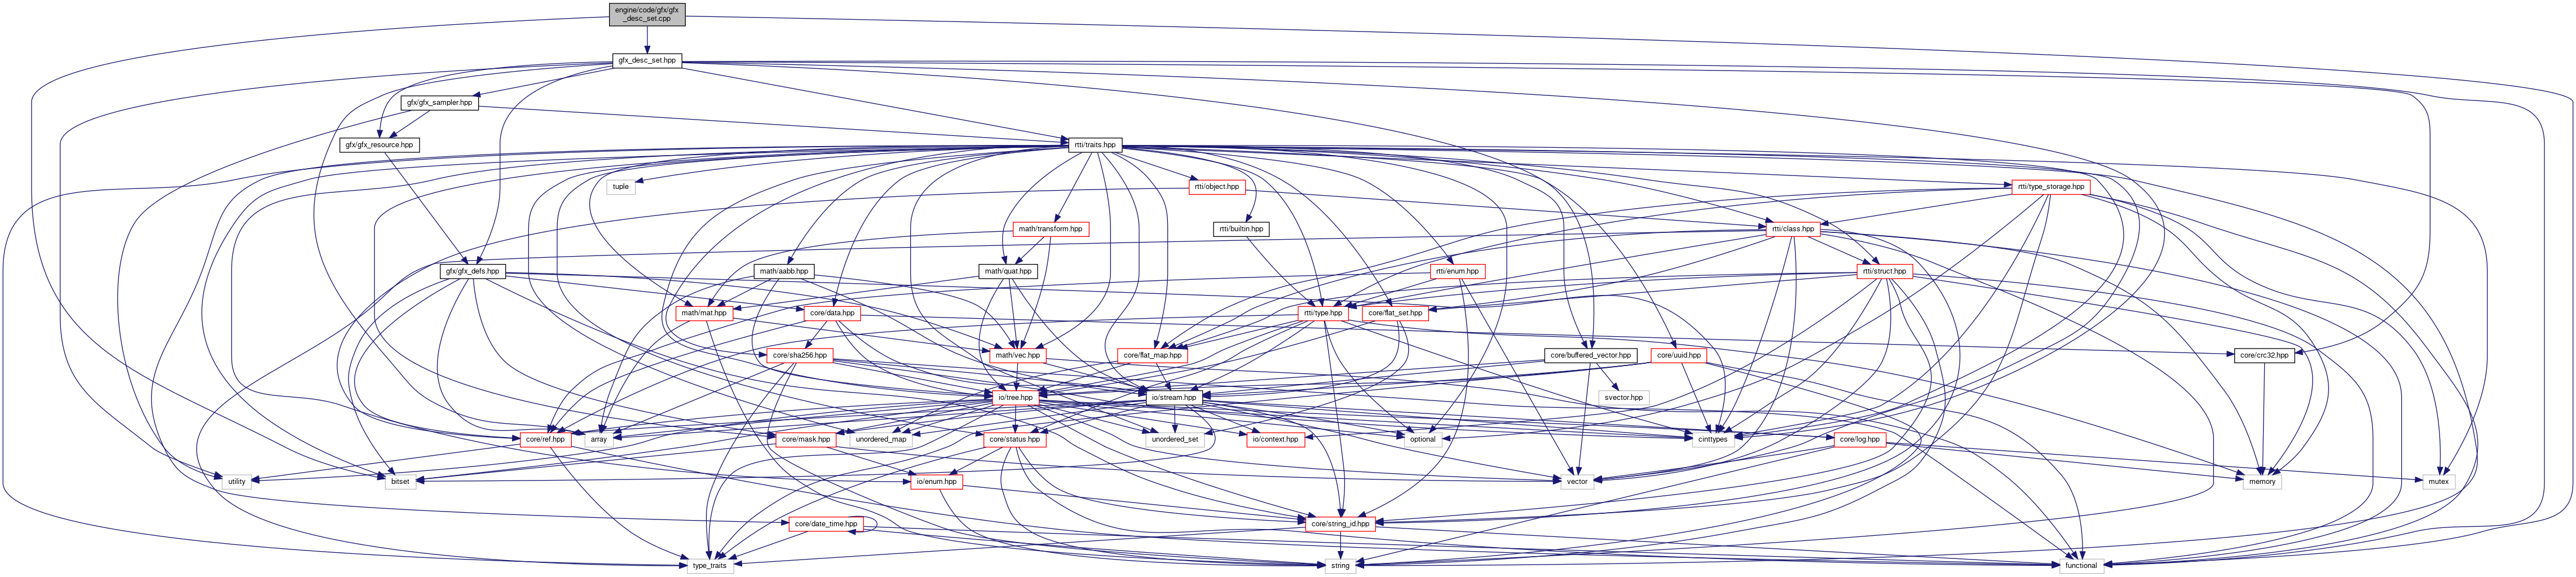 engine/code/gfx/gfx
_desc_set.cpp
gfx_desc_set.hpp
gfx/gfx_sampler.hpp
gfx/gfx_resource.hpp
rtti/traits.hpp
tuple
rtti/object.hpp
rtti/type_storage.hpp
math/transform.hpp
rtti/builtin.hpp
rtti/class.hpp
gfx/gfx_defs.hpp
math/aabb.hpp
math/quat.hpp
rtti/enum.hpp
rtti/struct.hpp
math/mat.hpp
core/data.hpp
rtti/type.hpp
core/flat_set.hpp
core/sha256.hpp
math/vec.hpp
core/flat_map.hpp
core/buffered_vector.hpp
core/uuid.hpp
core/crc32.hpp
io/tree.hpp
io/stream.hpp
svector.hpp
core/ref.hpp
array
core/mask.hpp
unordered_map
core/status.hpp
unordered_set
io/context.hpp
optional
cinttypes
core/log.hpp
utility
bitset
io/enum.hpp
vector
memory
mutex
core/date_time.hpp
core/string_id.hpp
type_traits
string
functional